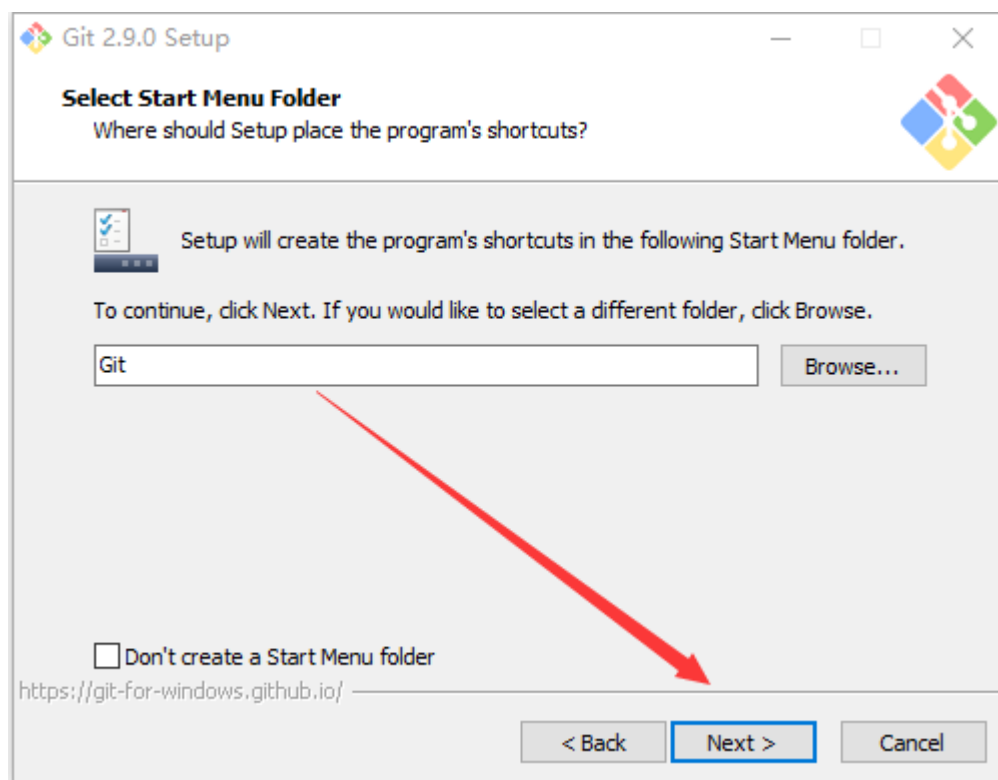 Git 2.9.0 Setup
Select Start Menu Folder
Where should Setup place the program's shortcuts?
Setup will create the program's shortcuts in the following Start Menu folder.
To continue, click Next. If you would like to select a different folder, click Browse.
Git
Browse...
Don't create a Start Menu folder
https://git-for-windows.github.io/
< Back
Next >
Cancel